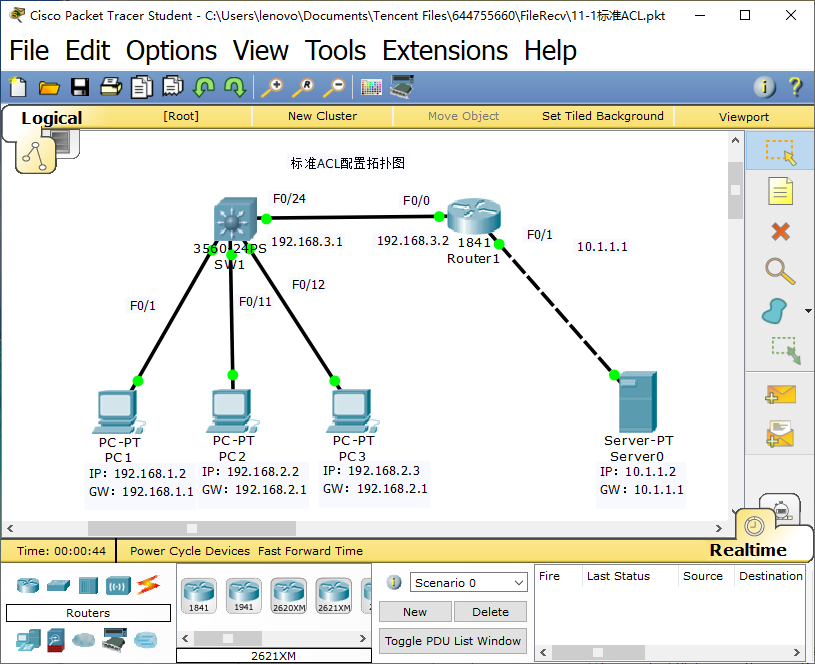 Cisco Packet Tracer Student - C:\Users\lenovo\Documents\Tencent Files\644755660\FileRecv\11-1标准ACL.pkt
File Edit Options View Tools Extensions Help
Logical [Root] New Cluster Move Object Set Tiled Background Viewport
标准ACL配置拓扑图
F0/24 F0/0
3560-24PS 192.168.3.1 192.168.3.2 1841 F0/1 10.1.1.1
SW1 Router1
F0/1 F0/11 F0/12
PC-PT PC-PT PC-PT Server-PT
PC1 PC2 PC3 Server0
IP：192.168.1.2 IP：192.168.2.2 IP：192.168.2.3 IP：10.1.1.2
GW：192.168.1.1 GW：192.168.2.1 GW：192.168.2.1 GW：10.1.1.1
Time: 00:00:44 Power Cycle Devices Fast Forward Time Realtime
Routers
1841 1941 2620XM 2621XM
2621XM
Scenario 0
New Delete
Toggle PDU List Window
Fire Last Status Source Destination